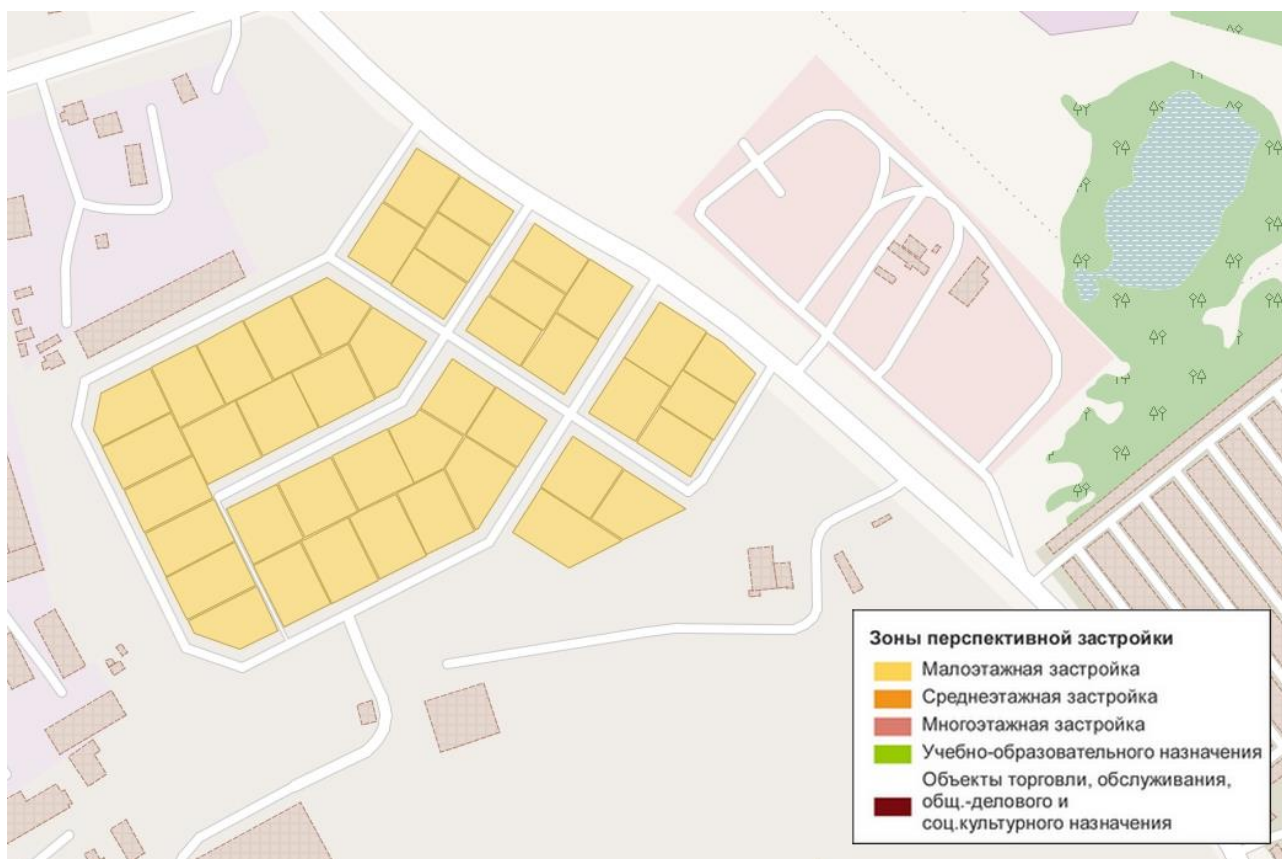 Зоны перспективной застройки
Малоэтажная застройка
Среднеэтажная застройка
Многоэтажная застройка
Учебно-образовательного назначения
Объекты торговли, обслуживания,
общ.-делового и
соц.культурного назначения